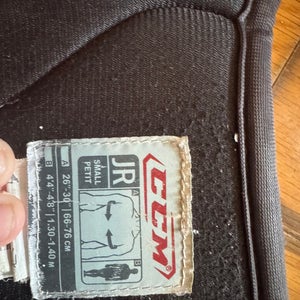 CCM
JR
SMALL
PETIT
A
B
A 26"-30" | 66-76 CM
B 4'4"-4'8" | 1.30-1.40 M